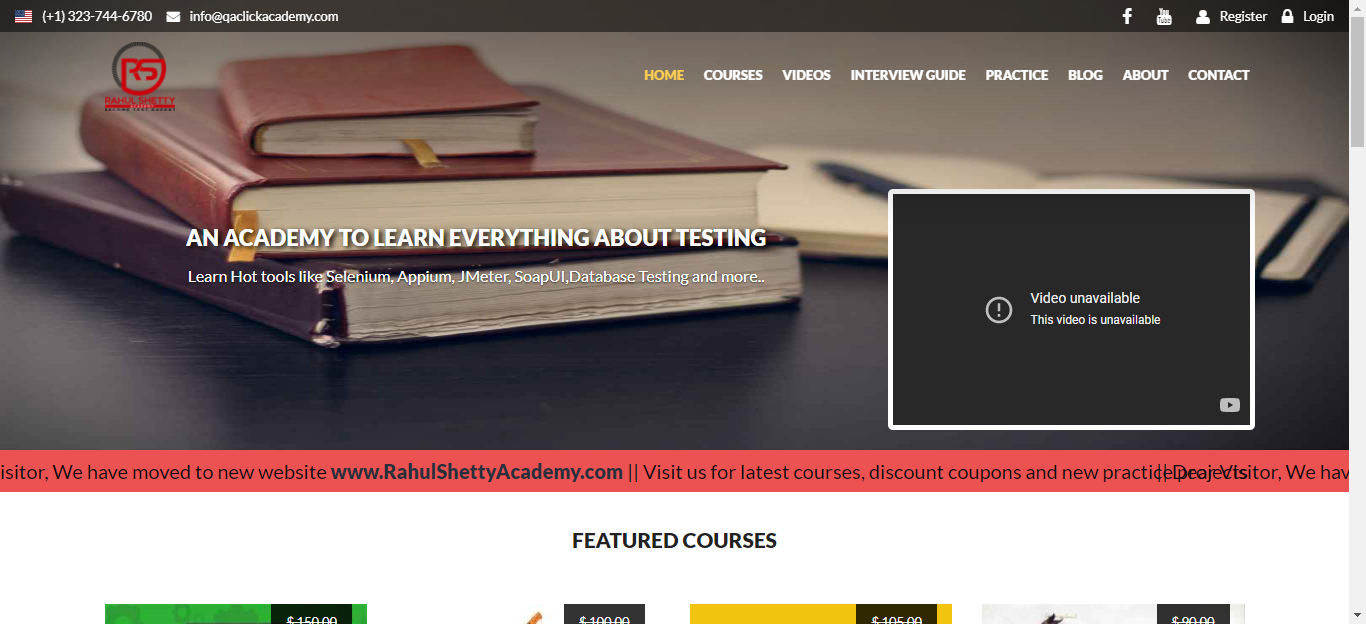 (+1) 323-744-6780 info@qaclickacademy.com Register Login
RS
RAHUL SHETTY
HOME COURSES VIDEOS INTERVIEW GUIDE PRACTICE BLOG ABOUT CONTACT
AN ACADEMY TO LEARN EVERYTHING ABOUT TESTING
Learn Hot tools like Selenium, Appium, JMeter, SoapUI,Database Testing and more..
Video unavailable
This video is unavailable
isitor, We have moved to new website www.RahulShettyAcademy.com || Visit us for latest courses, discount coupons and new practice projects
|| Dear Visitor, We hav
FEATURED COURSES
$ 150.00 $ 100.00 $ 105.00 $ 90.00